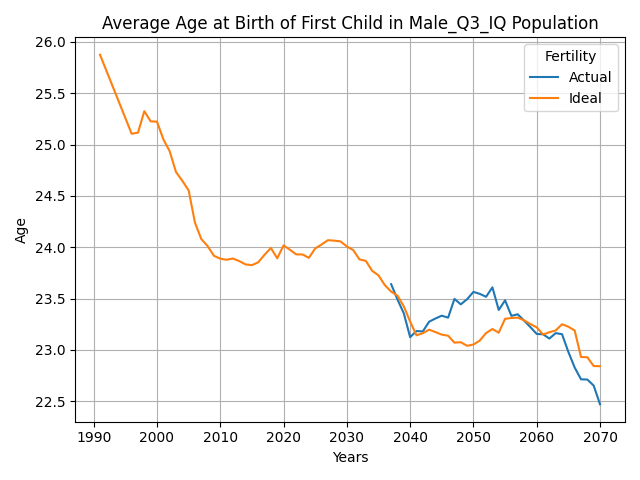 Average Age at Birth of First Child in Male_Q3_IQ Population
26.0
25.5
25.0
24.5
24.0
23.5
23.0
22.5
Age
Fertility
Actual
Ideal
1990 2000 2010 2020 2030 2040 2050 2060 2070
Years